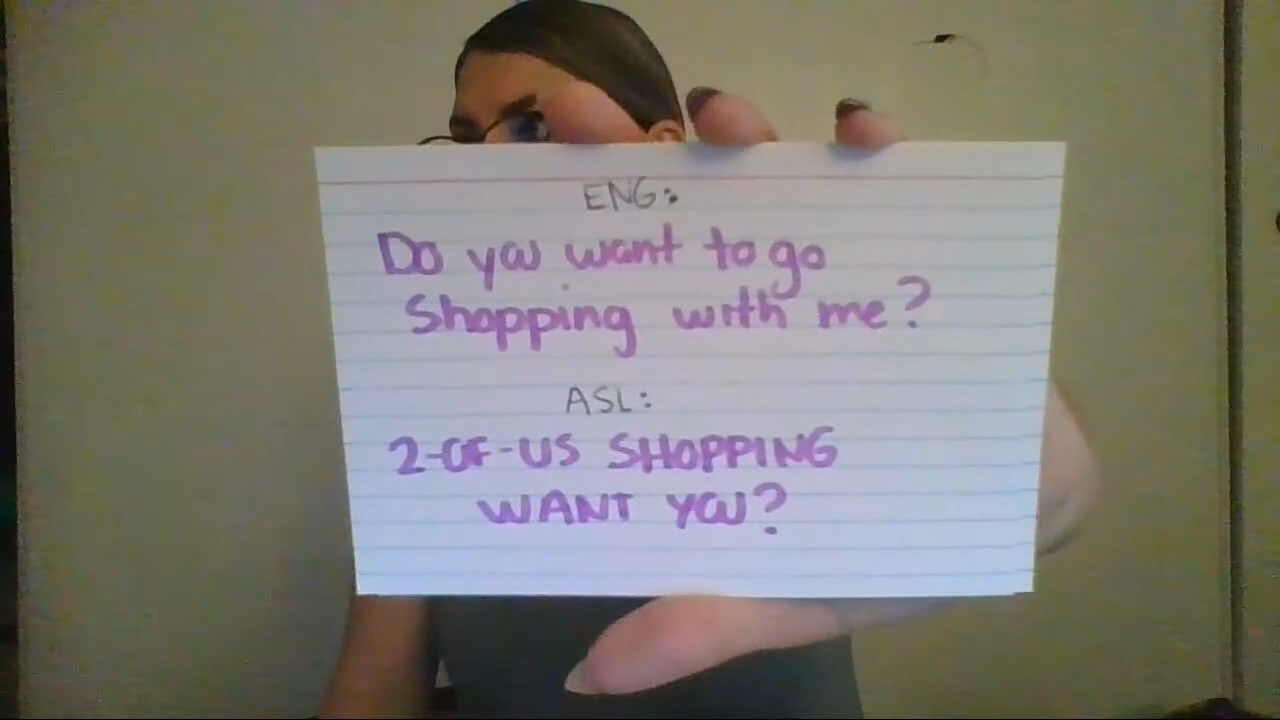 ENG:
Do you want to go
Shopping with me?
ASL:
2-OF-US SHOPPING
WANT YOU?